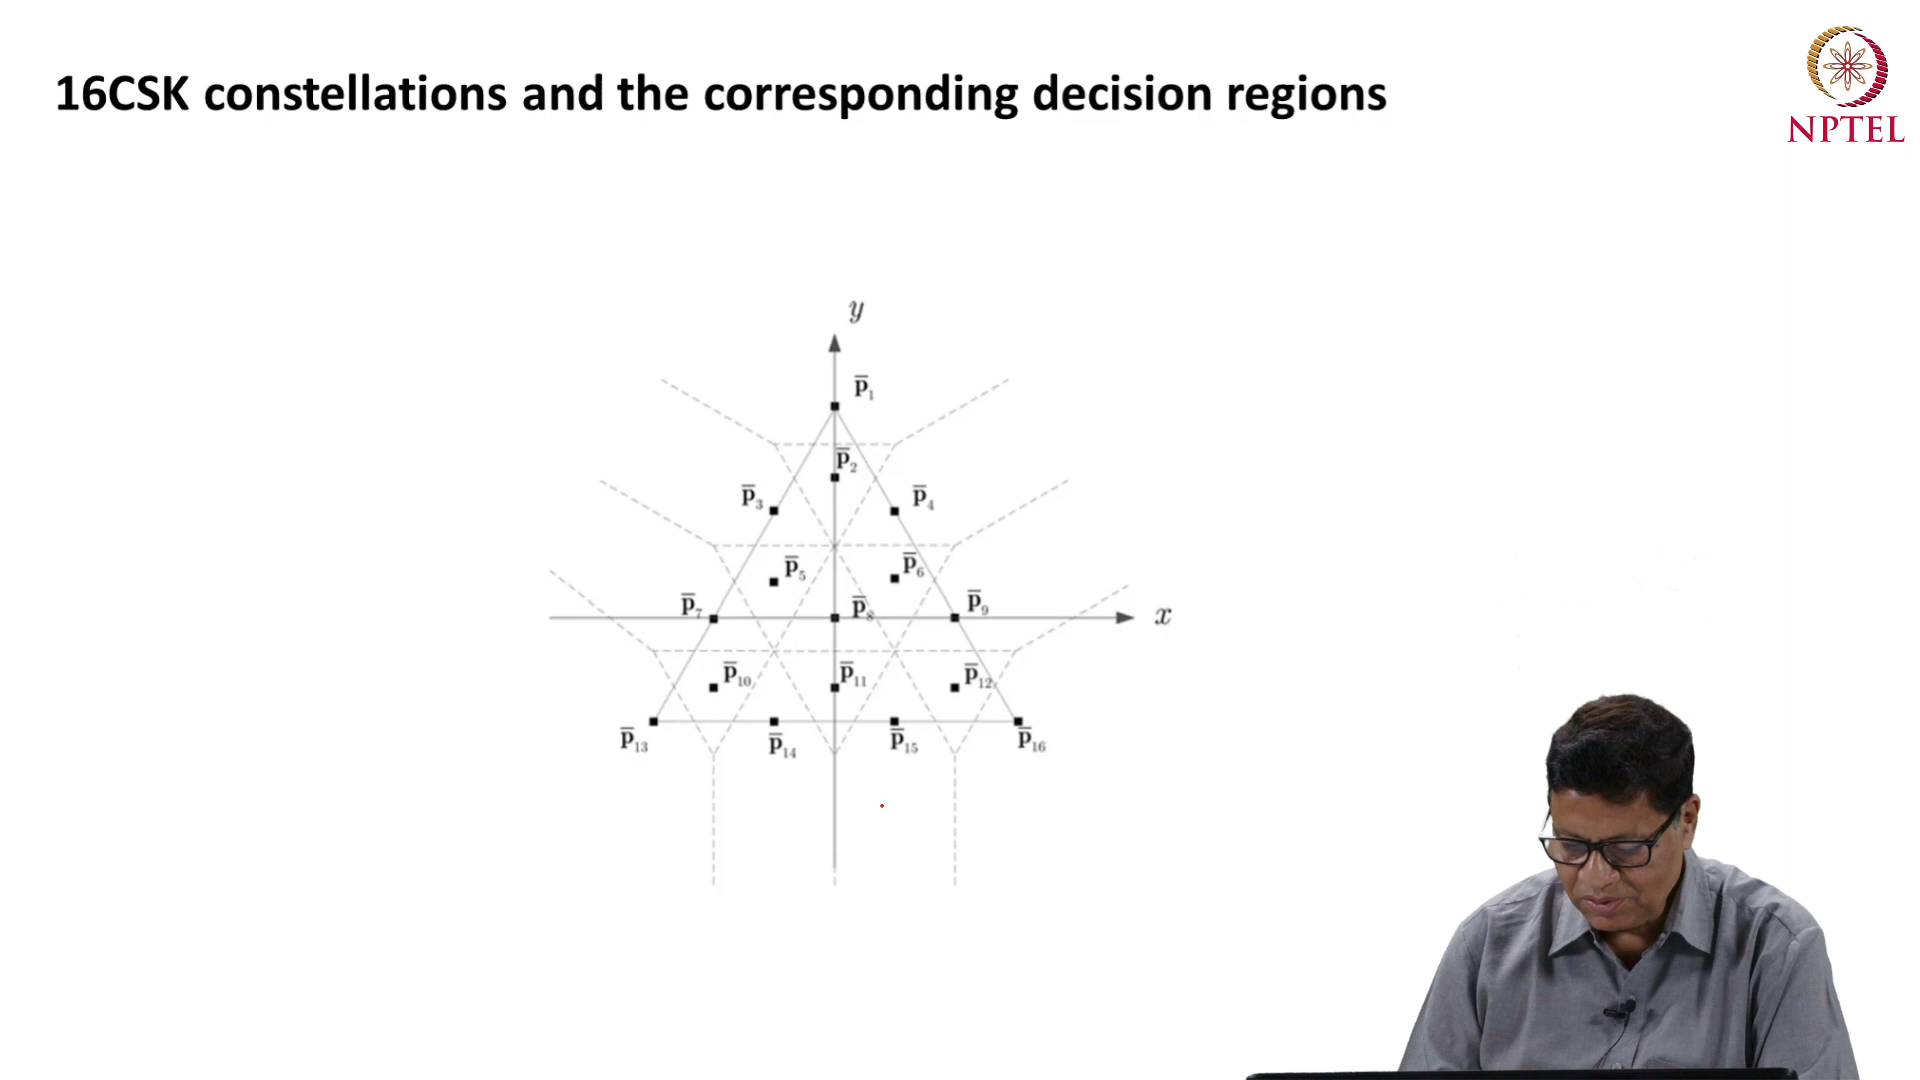 16CSK constellations and the corresponding decision regions
NPTEL
y
p̅₁
p̅₂
p̅₃
p̅₄
p̅₅
p̅₆
p̅₇
p̅₈
p̅₉
x
p̅₁₀
p̅₁₁
p̅₁₂
p̅₁₃
p̅₁₄
p̅₁₅
p̅₁₆